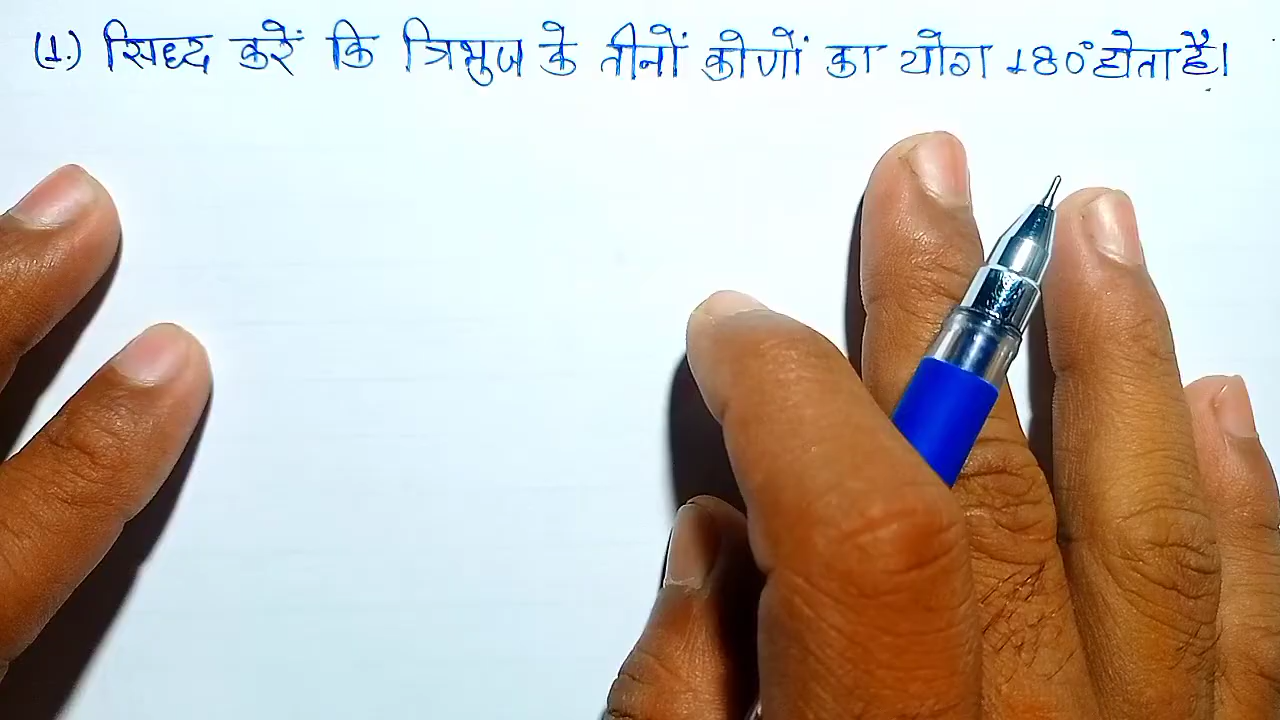 (1.) सिध्द करें कि त्रिभुज के तीनों कोणों का योग 180° होता है।